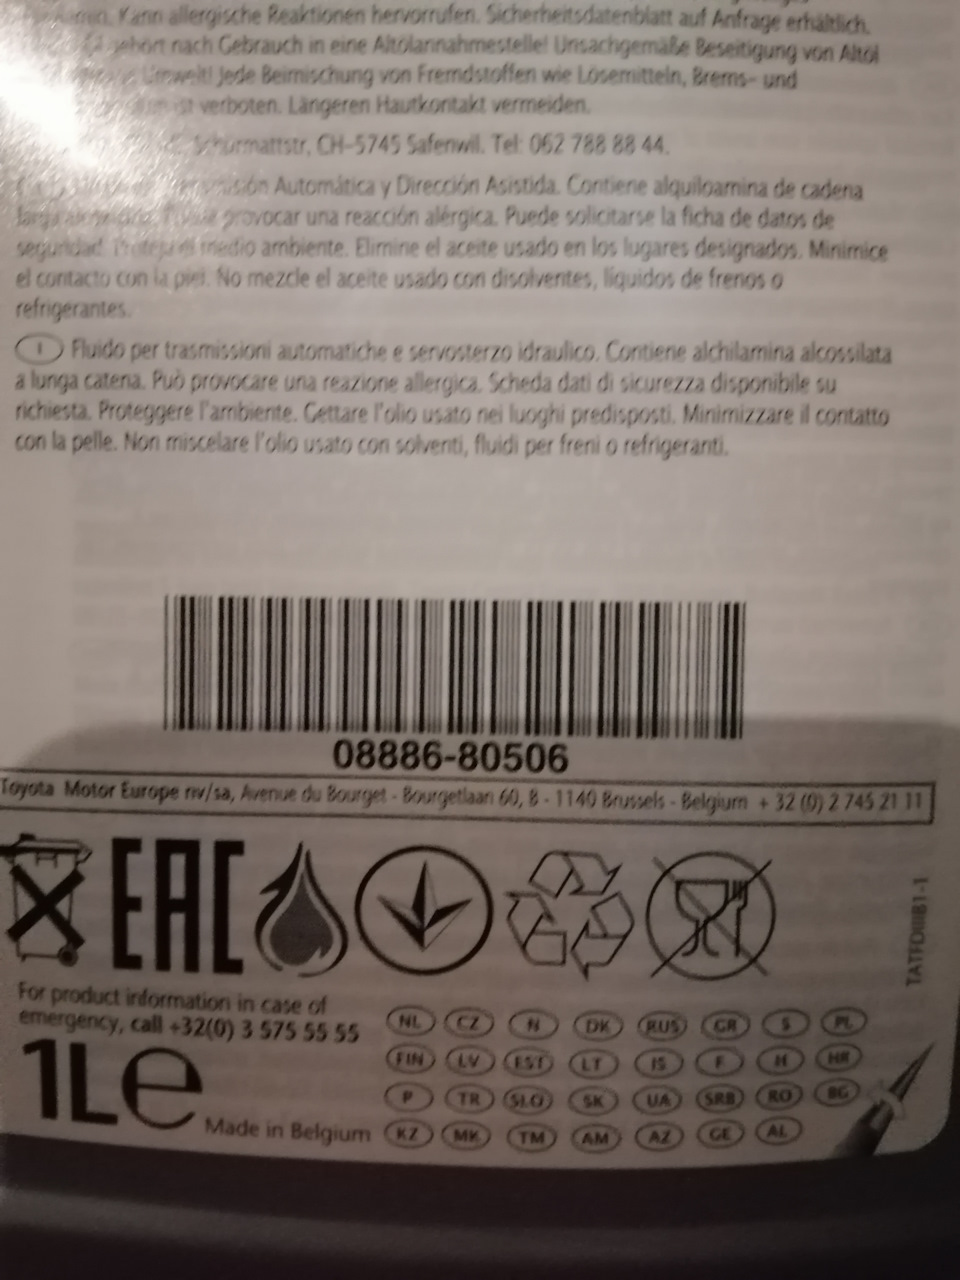 Kann allergische Reaktionen hervorrufen. Sicherheitsdatenblatt auf Anfrage erhältlich.
gehört nach Gebrauch in eine Altölannahmestelle! Unsachgemäße Beseitigung von Altöl
Umwelt! Jede Beimischung von Fremdstoffen wie Lösemitteln, Brems- und
ist verboten. Längeren Hautkontakt vermeiden.
Schürmattstr, CH-5745 Safenwil. Tel: 062 788 88 44.
Automática y Dirección Asistida. Contiene alquiloamina de cadena
larga provocar una reacción alérgica. Puede solicitarse la ficha de datos de
seguridad. Proteja el medio ambiente. Elimine el aceite usado en los lugares designados. Minimice
el contacto con la piel. No mezcle el aceite usado con disolventes, líquidos de frenos o
refrigerantes.
I Fluido per trasmissioni automatiche e servosterzo idraulico. Contiene alchilamina alcossilata
a lunga catena. Può provocare una reazione allergica. Scheda dati di sicurezza disponibile su
richiesta. Proteggere l'ambiente. Gettare l'olio usato nei luoghi predisposti. Minimizzare il contatto
con la pelle. Non miscelare l'olio usato con solventi, fluidi per freni o refrigeranti.
08886-80506
Toyota Motor Europe nv/sa, Avenue du Bourget - Bourgetlaan 60, B - 1140 Brussels - Belgium + 32 (0) 2 745 21 11
EAC
TATFOIIIB1-1
For product information in case of
emergency, call +32(0) 3 575 55 55
1L e
Made in Belgium
NL CZ N DK RUS GR S PL
FIN LV EST LT IS F H HR
P TR SLO SK UA SRB RO BG
KZ MK TM AM AZ GE AL